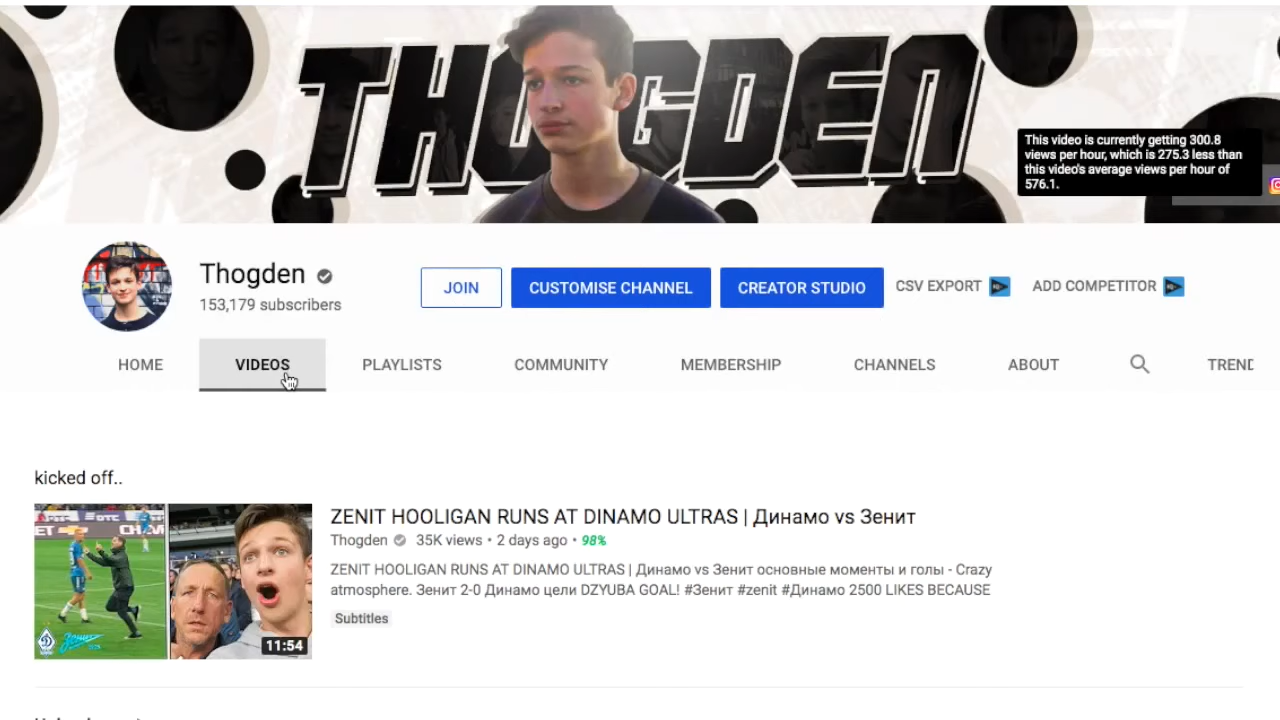 THOGDEN
This video is currently getting 300.8
views per hour, which is 275.3 less than
this video's average views per hour of
576.1.
Thogden
153,179 subscribers
JOIN
CUSTOMISE CHANNEL
CREATOR STUDIO
CSV EXPORT
ADD COMPETITOR
HOME
VIDEOS
PLAYLISTS
COMMUNITY
MEMBERSHIP
CHANNELS
ABOUT
TREND
kicked off..
11:54
ZENIT HOOLIGAN RUNS AT DINAMO ULTRAS | Динамо vs Зенит
Thogden 35K views • 2 days ago • 98%
ZENIT HOOLIGAN RUNS AT DINAMO ULTRAS | Динамо vs Зенит основные моменты и голы - Crazy
atmosphere. Зенит 2-0 Динамо цели DZYUBA GOAL! #Зенит #zenit #Динамо 2500 LIKES BECAUSE
Subtitles